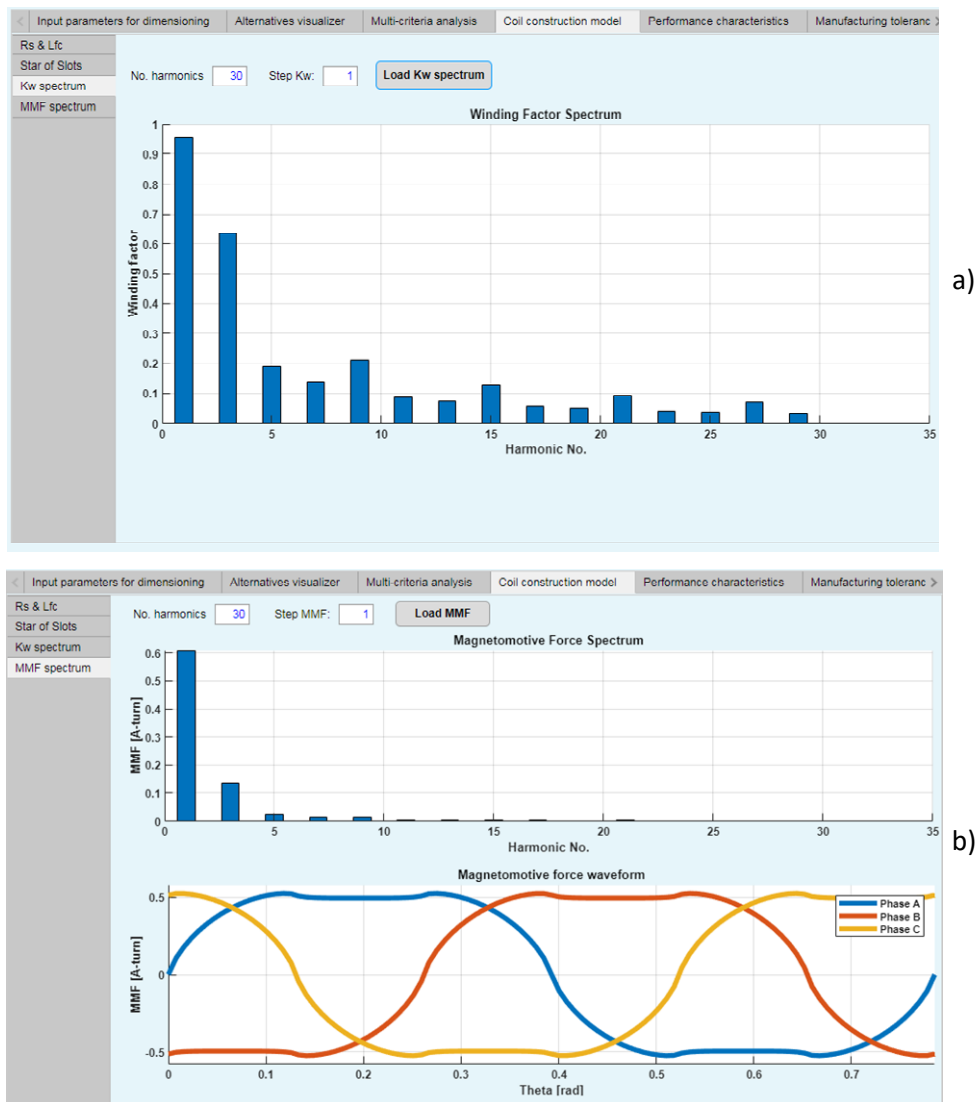 Input parameters for dimensioning Alternatives visualizer Multi-criteria analysis Coil construction model Performance characteristics Manufacturing toleranc
Rs & Lfc
Star of Slots
Kw spectrum
MMF spectrum
No. harmonics 30 Step Kw: 1 Load Kw spectrum
Winding Factor Spectrum
1
0.9
0.8
0.7
0.6
0.5
0.4
0.3
0.2
0.1
0
Winding factor
0 5 10 15 20 25 30 35
Harmonic No.
a)
Input parameters for dimensioning Alternatives visualizer Multi-criteria analysis Coil construction model Performance characteristics Manufacturing toleranc
Rs & Lfc
Star of Slots
Kw spectrum
MMF spectrum
No. harmonics 30 Step MMF: 1 Load MMF
Magnetomotive Force Spectrum
0.6
0.5
0.4
0.3
0.2
0.1
0
MMF [A-turn]
0 5 10 15 20 25 30 35
Harmonic No.
b)
Magnetomotive force waveform
0.5
0
-0.5
MMF [A-turn]
Phase A
Phase B
Phase C
0 0.1 0.2 0.3 0.4 0.5 0.6 0.7
Theta [rad]